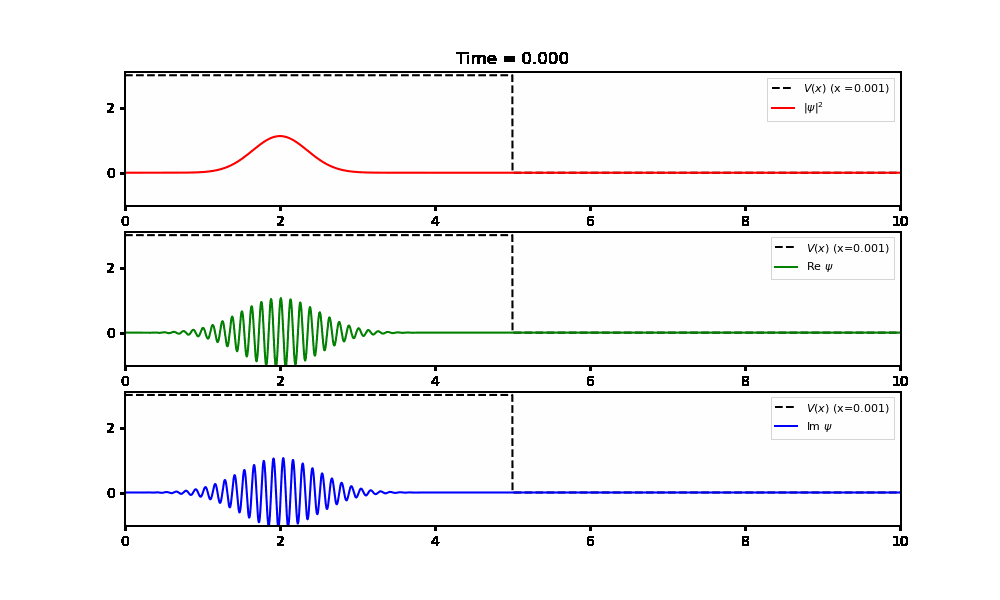 Time = 0.000
V(x) (x =0.001)
|ψ|²
2
0
0 2 4 6 8 10
V(x) (x=0.001)
Re ψ
2
0
0 2 4 6 8 10
V(x) (x=0.001)
Im ψ
2
0
0 2 4 6 8 10